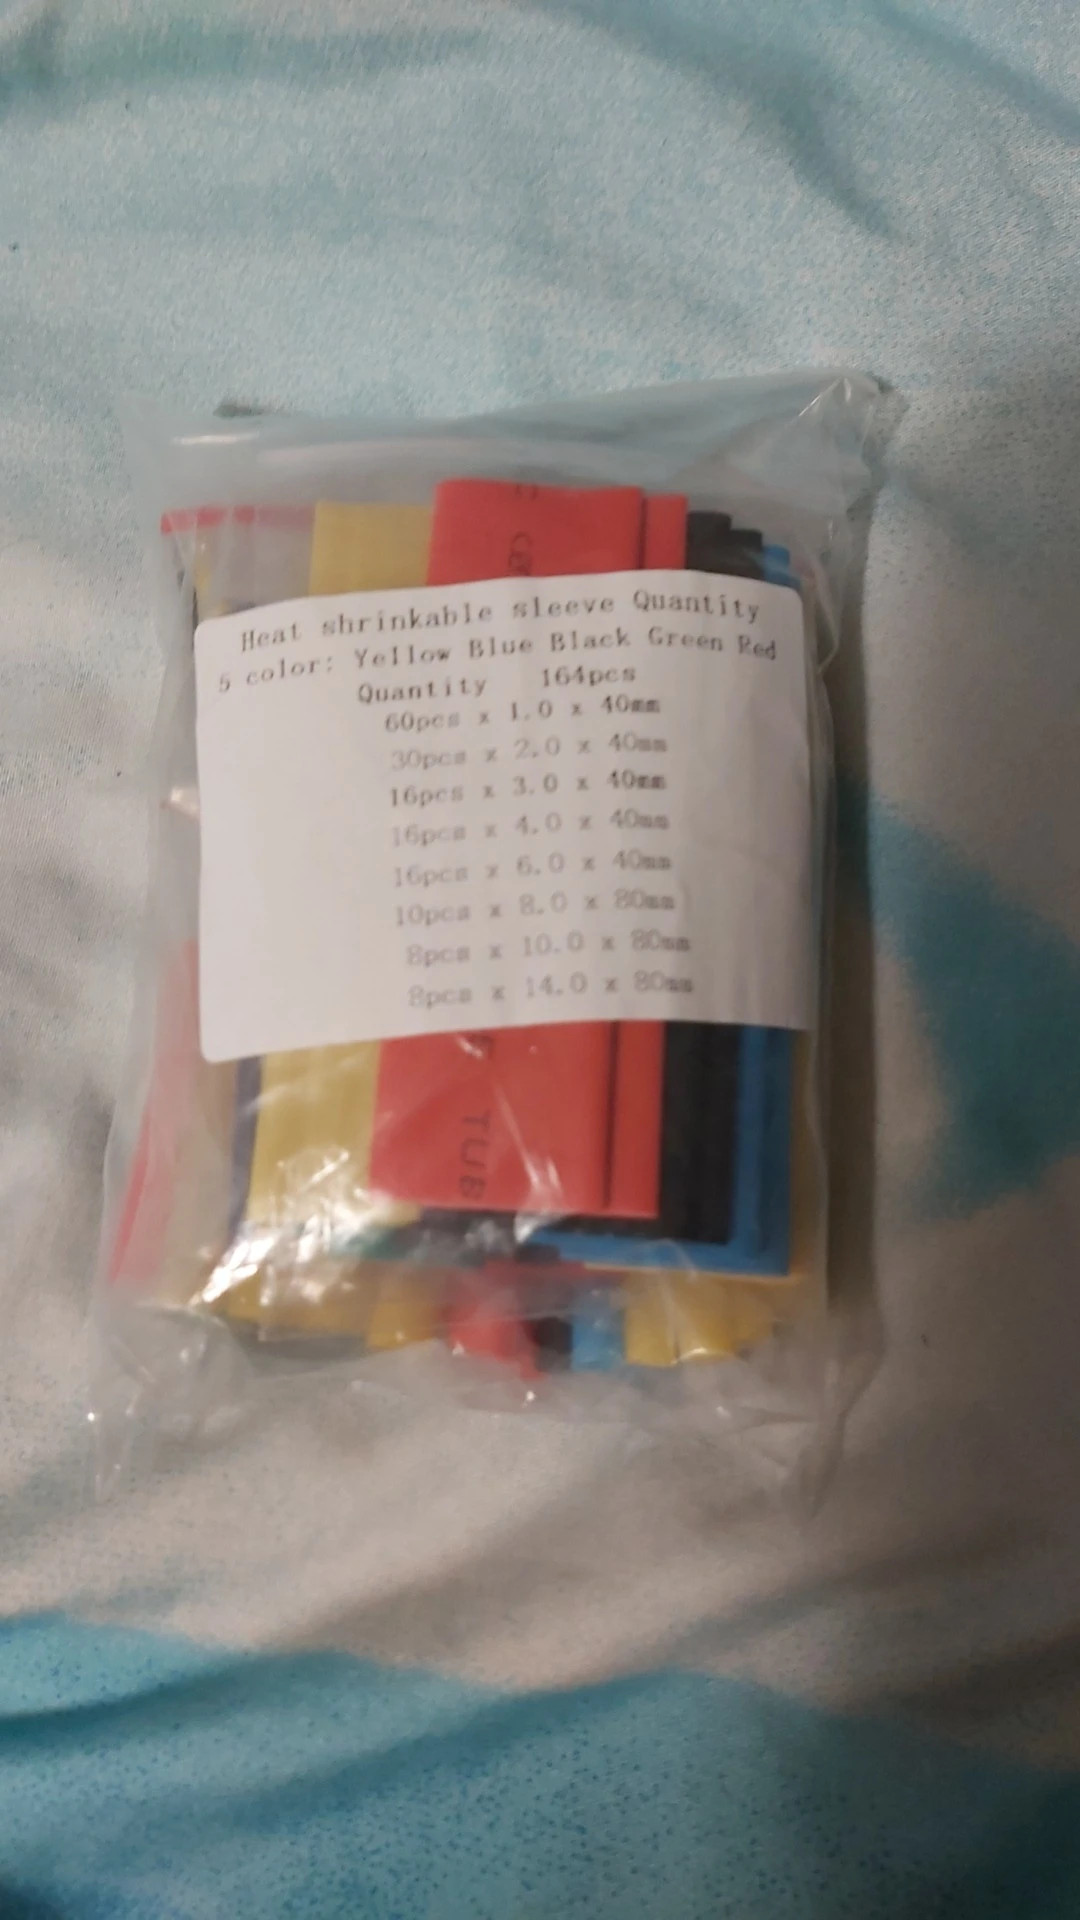 Heat shrinkable sleeve Quantity
5 color: Yellow Blue Black Green Red
Quantity 164pcs
60pcs x 1.0 x 40mm
30pcs x 2.0 x 40mm
16pcs x 3.0 x 40mm
16pcs x 4.0 x 40mm
16pcs x 6.0 x 40mm
10pcs x 8.0 x 80mm
8pcs x 10.0 x 80mm
8pcs x 14.0 x 80mm
TUB